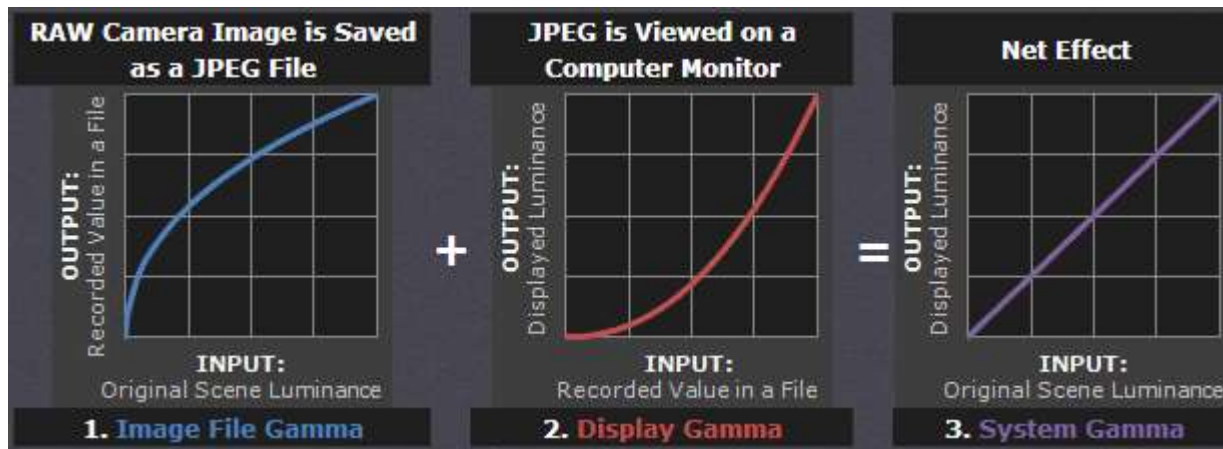 RAW Camera Image is Saved
as a JPEG File
OUTPUT:
Recorded Value in a File
INPUT:
Original Scene Luminance
1. Image File Gamma
+
JPEG is Viewed on a
Computer Monitor
OUTPUT:
Displayed Luminance
INPUT:
Recorded Value in a File
2. Display Gamma
=
Net Effect
OUTPUT:
Displayed Luminance
INPUT:
Original Scene Luminance
3. System Gamma